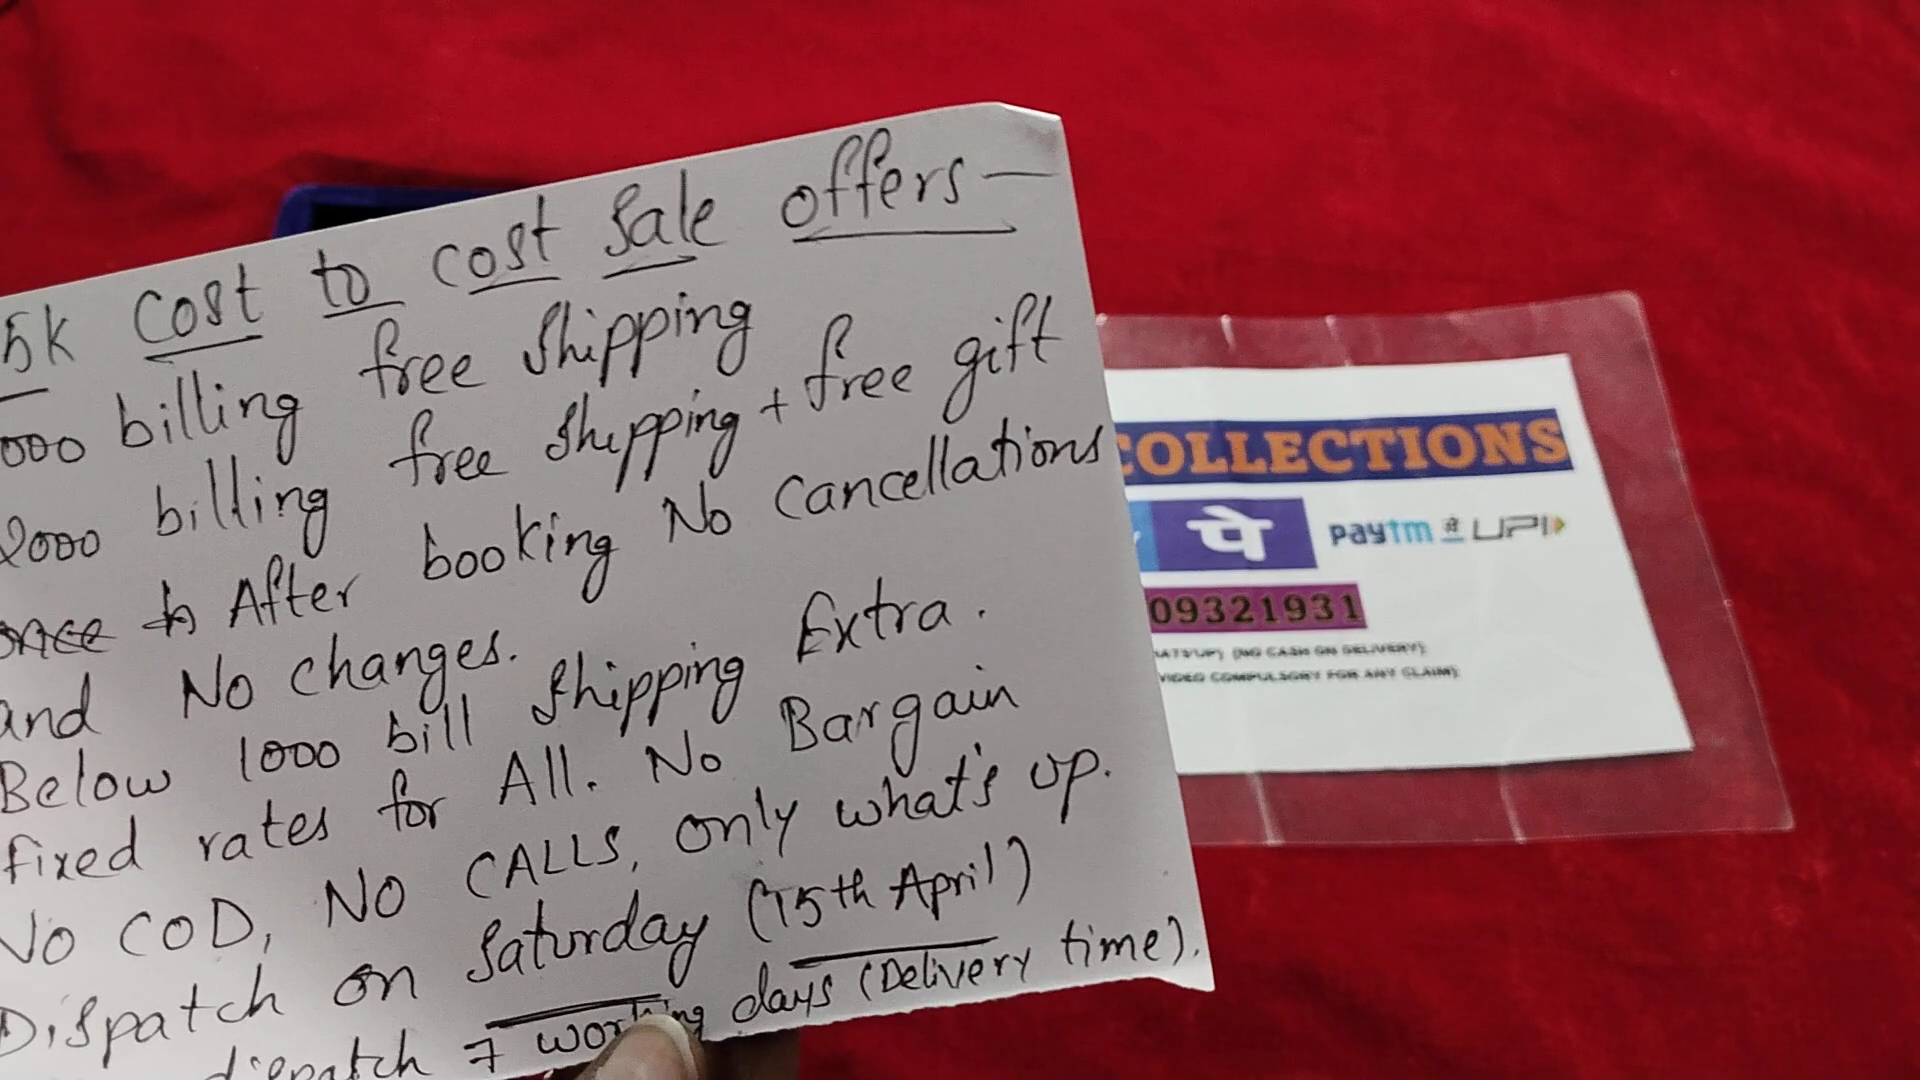 5K Cost to cost Sale offers -
000 billing free shipping
2000 billing free shipping + free gift
After booking No Cancellations
and No changes.
Below 1000 bill shipping Extra.
fixed rates for All. No Bargain
No COD, NO CALLS, only what's up.
Dispatch on Saturday (15th April)
dispatch 7 working days (Delivery time).
COLLECTIONS
पे paytm से UPI
09321931
(NO CASH ON DELIVERY)
VIDEO COMPULSORY FOR ANY CLAIM)